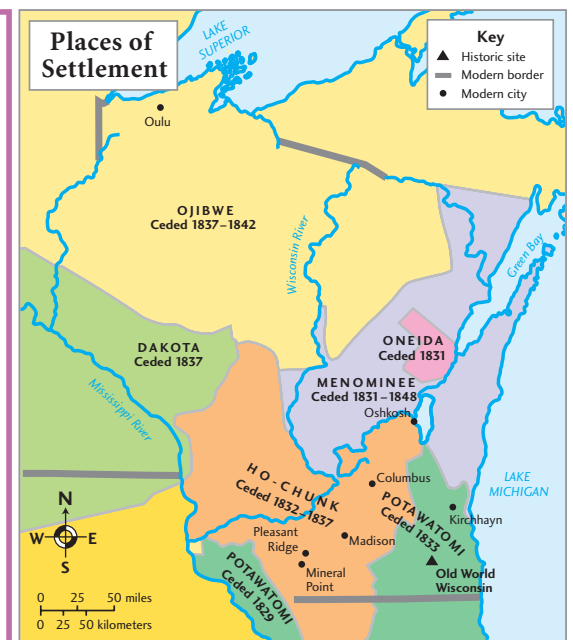 Places of
Settlement
LAKE
SUPERIOR
Key
Historic site
Modern border
Modern city
Oulu
OJIBWE
Ceded 1837–1842
Wisconsin River
Green Bay
DAKOTA
Ceded 1837
ONEIDA
Ceded 1831
MENOMINEE
Ceded 1831–1848
Oshkosh
Mississippi River
HO-CHUNK
Ceded 1832–1837
Columbus
LAKE
MICHIGAN
POTAWATOMI
Ceded 1833
Kirchhayn
N
W
E
S
Pleasant
Ridge
Madison
Mineral
Point
POTAWATOMI
Ceded 1829
Old World
Wisconsin
0 25 50 miles
0 25 50 kilometers